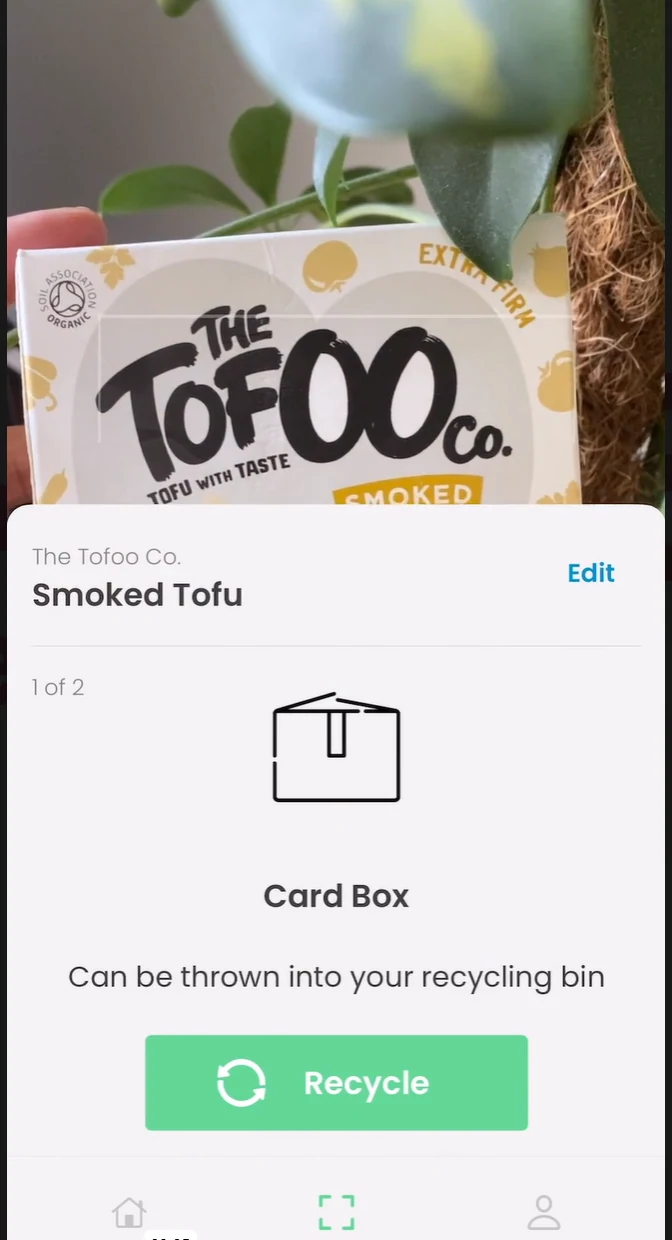 SOIL ASSOCIATION
ORGANIC
EXTRA FIRM
THE
TOFOO Co.
TOFU WITH TASTE
SMOKED
The Tofoo Co.
Smoked Tofu
Edit
1 of 2
Card Box
Can be thrown into your recycling bin
Recycle